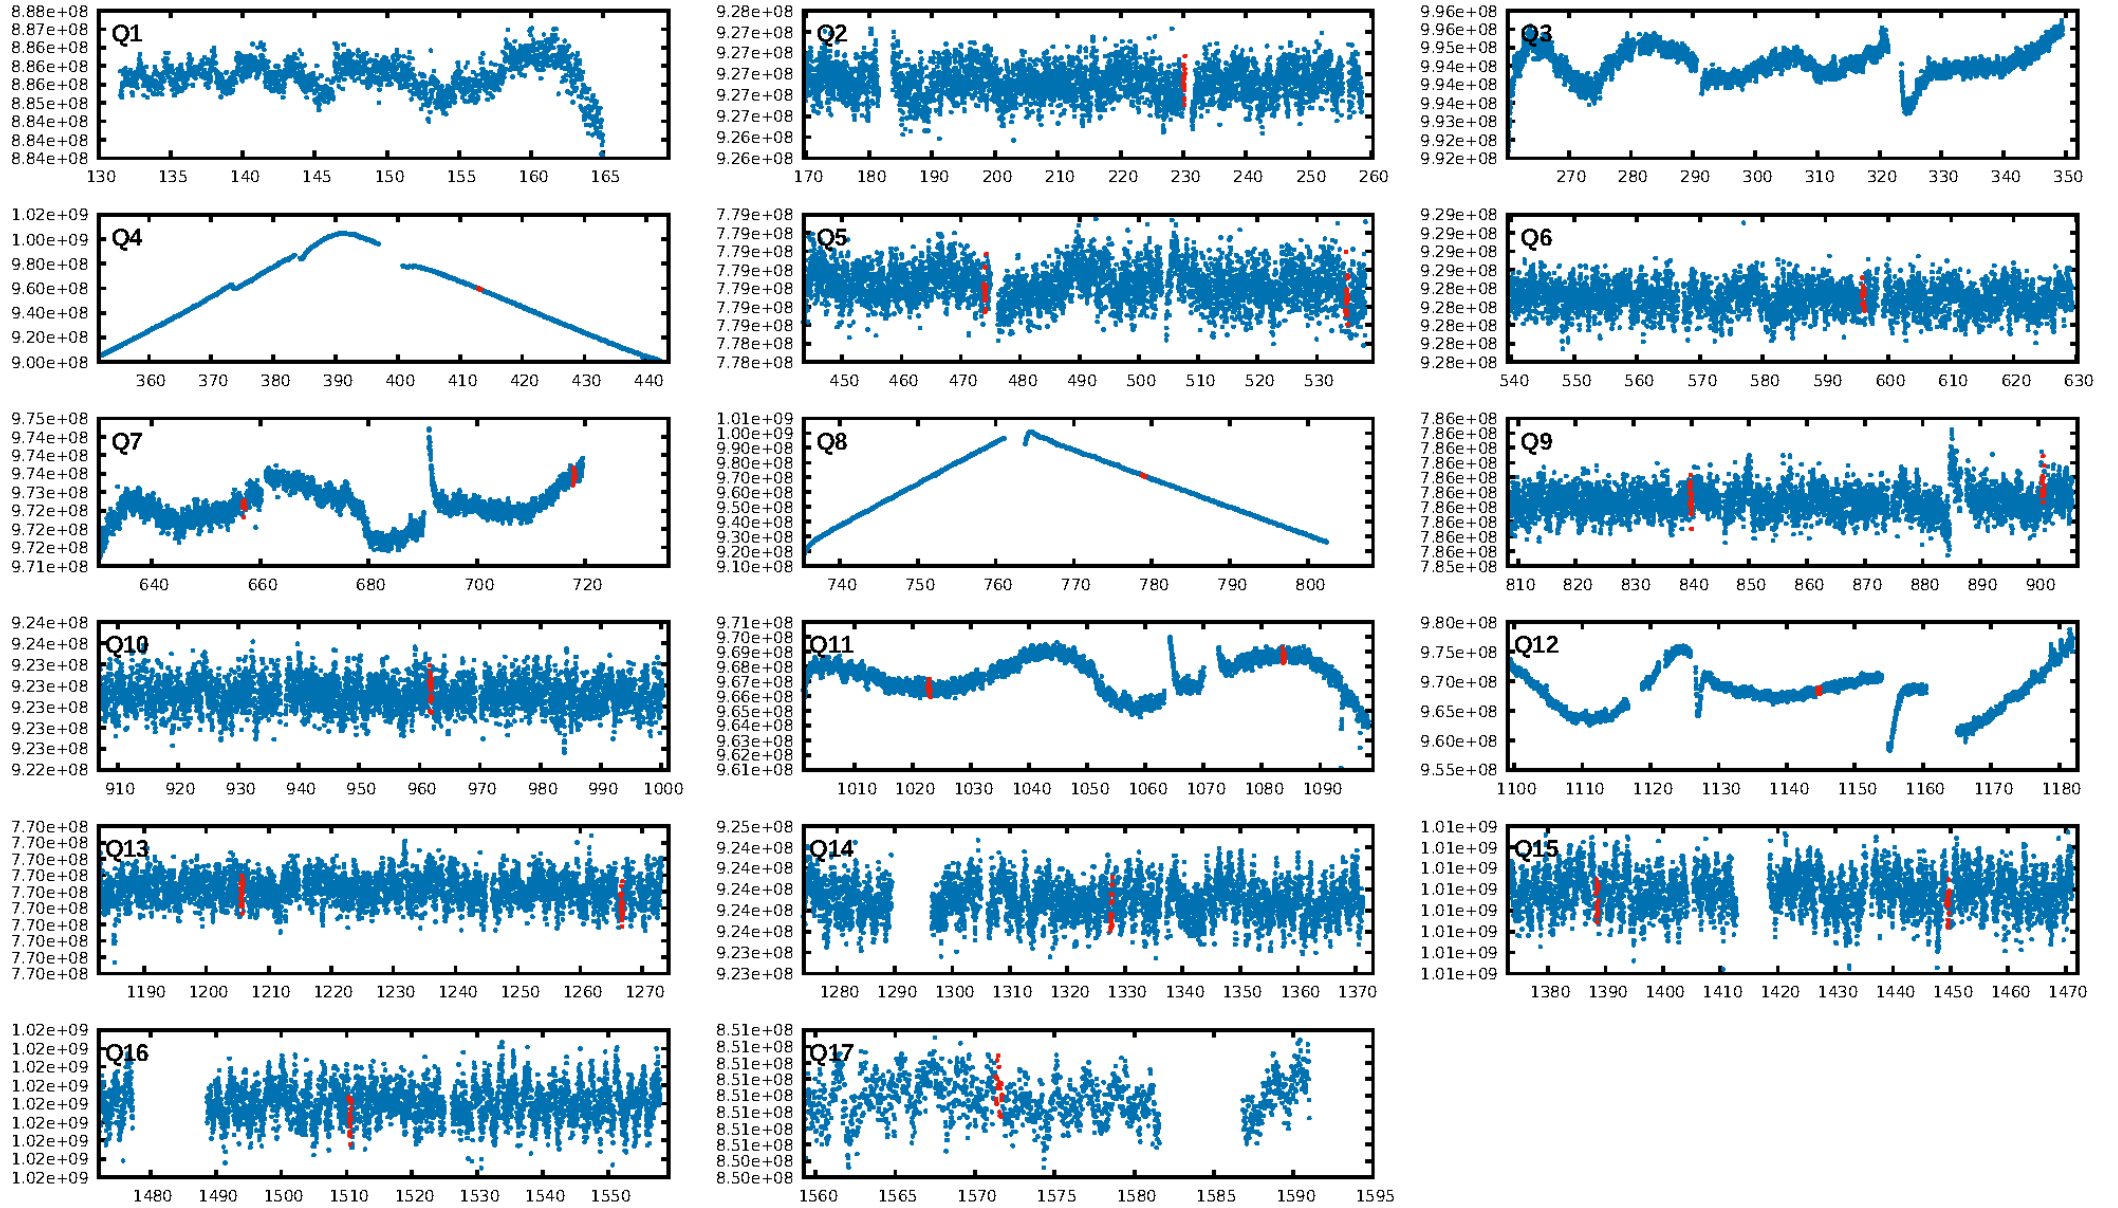 Q1
8.88e+08
8.87e+08
8.86e+08
8.86e+08
8.86e+08
8.85e+08
8.84e+08
8.84e+08
8.84e+08
130 135 140 145 150 155 160 165
Q2
9.28e+08
9.27e+08
9.27e+08
9.27e+08
9.27e+08
9.27e+08
9.26e+08
9.26e+08
170 180 190 200 210 220 230 240 250 260
Q3
9.96e+08
9.96e+08
9.95e+08
9.94e+08
9.94e+08
9.93e+08
9.92e+08
9.92e+08
270 280 290 300 310 320 330 340 350
Q4
1.02e+09
1.00e+09
9.80e+08
9.60e+08
9.40e+08
9.20e+08
9.00e+08
360 370 380 390 400 410 420 430 440
Q5
7.79e+08
7.79e+08
7.79e+08
7.79e+08
7.79e+08
7.79e+08
7.79e+08
7.78e+08
7.78e+08
450 460 470 480 490 500 510 520 530
Q6
9.29e+08
9.29e+08
9.29e+08
9.28e+08
9.28e+08
9.28e+08
9.28e+08
540 550 560 570 580 590 600 610 620 630
Q7
9.75e+08
9.74e+08
9.74e+08
9.74e+08
9.73e+08
9.72e+08
9.72e+08
9.72e+08
9.71e+08
640 660 680 700 720
Q8
1.01e+09
1.00e+09
9.90e+08
9.80e+08
9.70e+08
9.60e+08
9.50e+08
9.40e+08
9.30e+08
9.20e+08
9.10e+08
740 750 760 770 780 790 800
Q9
7.86e+08
7.86e+08
7.86e+08
7.86e+08
7.86e+08
7.86e+08
7.86e+08
7.86e+08
7.85e+08
810 820 830 840 850 860 870 880 890 900
Q10
9.24e+08
9.24e+08
9.23e+08
9.23e+08
9.23e+08
9.23e+08
9.23e+08
9.22e+08
910 920 930 940 950 960 970 980 990 1000
Q11
9.71e+08
9.70e+08
9.69e+08
9.68e+08
9.67e+08
9.66e+08
9.65e+08
9.64e+08
9.63e+08
9.62e+08
9.61e+08
1010 1020 1030 1040 1050 1060 1070 1080 1090
Q12
9.80e+08
9.75e+08
9.70e+08
9.65e+08
9.60e+08
9.55e+08
1100 1110 1120 1130 1140 1150 1160 1170 1180
Q13
7.70e+08
7.70e+08
7.70e+08
7.70e+08
7.70e+08
7.70e+08
7.70e+08
7.70e+08
7.70e+08
7.70e+08
1190 1200 1210 1220 1230 1240 1250 1260 1270
Q14
9.25e+08
9.24e+08
9.24e+08
9.24e+08
9.24e+08
9.23e+08
9.23e+08
1280 1290 1300 1310 1320 1330 1340 1350 1360 1370
Q15
1.01e+09
1.01e+09
1.01e+09
1.01e+09
1.01e+09
1.01e+09
1.01e+09
1.01e+09
1380 1390 1400 1410 1420 1430 1440 1450 1460 1470
Q16
1.02e+09
1.02e+09
1.02e+09
1.02e+09
1.02e+09
1.02e+09
1.02e+09
1.02e+09
1.02e+09
1480 1490 1500 1510 1520 1530 1540 1550
Q17
8.51e+08
8.51e+08
8.51e+08
8.51e+08
8.51e+08
8.51e+08
8.51e+08
8.51e+08
8.50e+08
8.50e+08
1560 1565 1570 1575 1580 1585 1590 1595